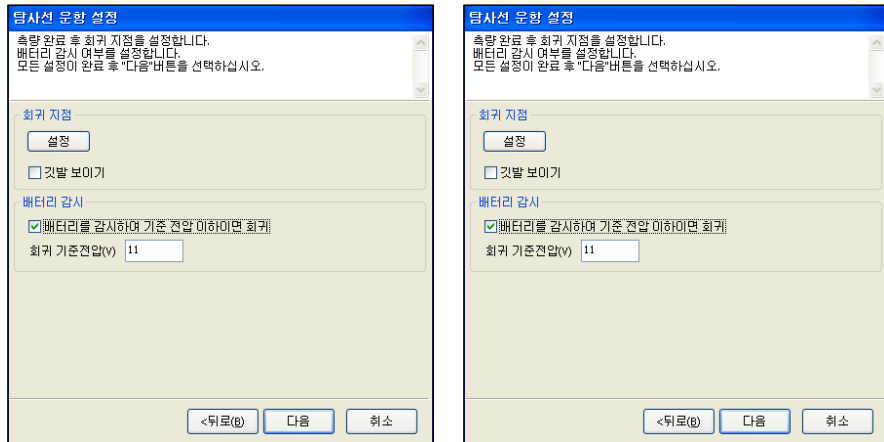 탐사선 운항 설정
측량 완료 후 회귀 지점을 설정합니다.
배터리 감시 여부를 설정합니다.
모든 설정이 완료 후 "다음"버튼을 선택하십시오.
회귀 지점
설정
깃발 보이기
배터리 감시
배터리를 감시하여 기준 전압 이하이면 회귀
회귀 기준전압(V) 11
<뒤로(B) 다음 취소
탐사선 운항 설정
측량 완료 후 회귀 지점을 설정합니다.
배터리 감시 여부를 설정합니다.
모든 설정이 완료 후 "다음"버튼을 선택하십시오.
회귀 지점
설정
깃발 보이기
배터리 감시
배터리를 감시하여 기준 전압 이하이면 회귀
회귀 기준전압(V) 11
<뒤로(B) 다음 취소